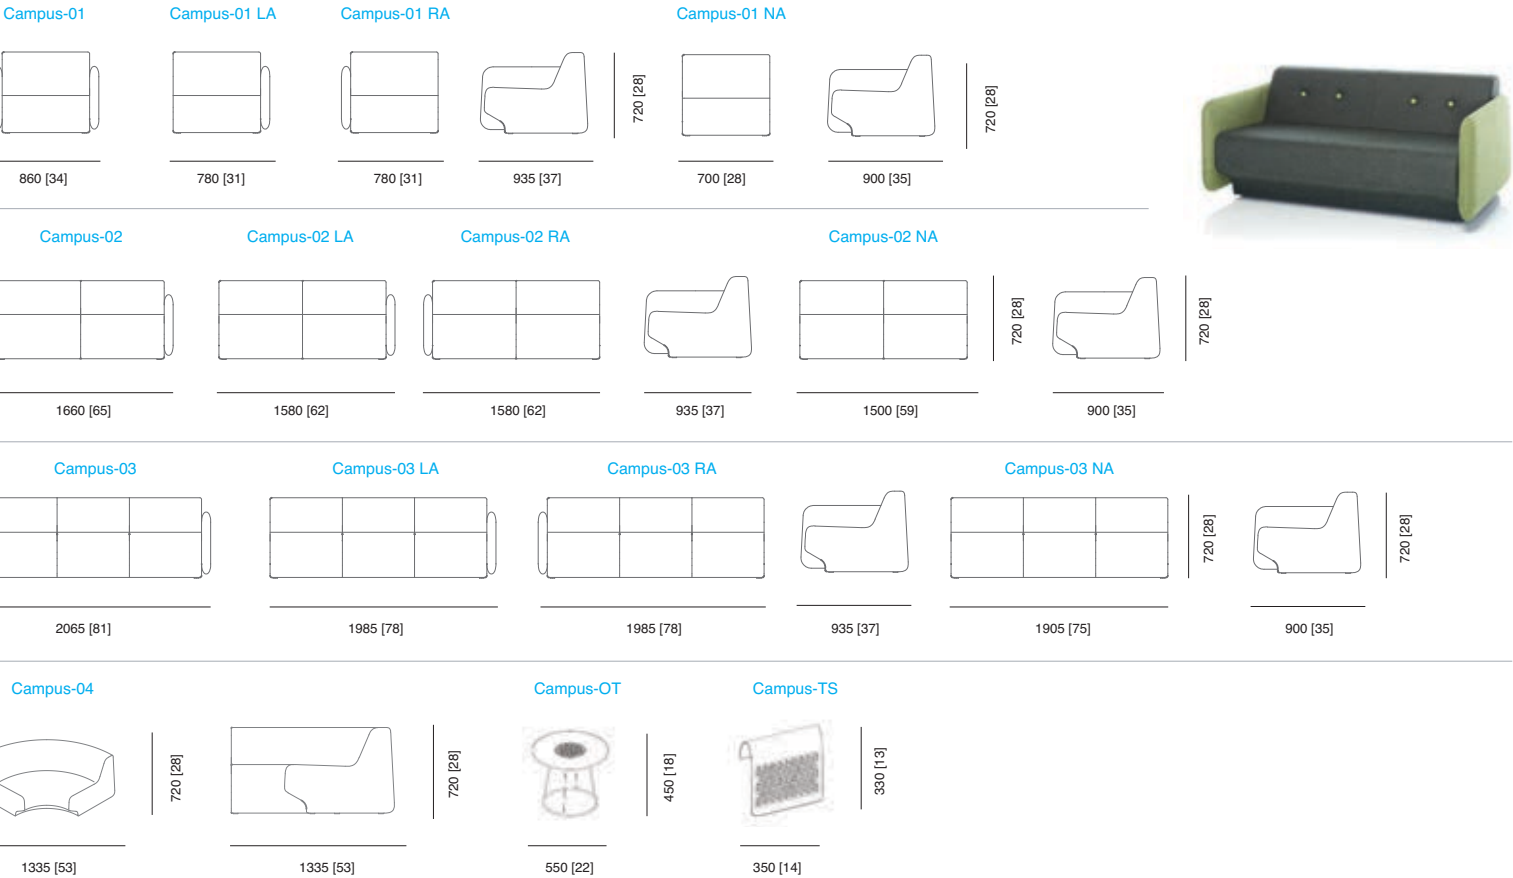 Campus-01
Campus-01 LA
Campus-01 RA
Campus-01 NA
720 [28]
720 [28]
860 [34]
780 [31]
780 [31]
935 [37]
700 [28]
900 [35]
Campus-02
Campus-02 LA
Campus-02 RA
Campus-02 NA
720 [28]
720 [28]
1660 [65]
1580 [62]
1580 [62]
935 [37]
1500 [59]
900 [35]
Campus-03
Campus-03 LA
Campus-03 RA
Campus-03 NA
720 [28]
720 [28]
2065 [81]
1985 [78]
1985 [78]
935 [37]
1905 [75]
900 [35]
Campus-04
Campus-OT
Campus-TS
720 [28]
720 [28]
450 [18]
330 [13]
1335 [53]
1335 [53]
550 [22]
350 [14]